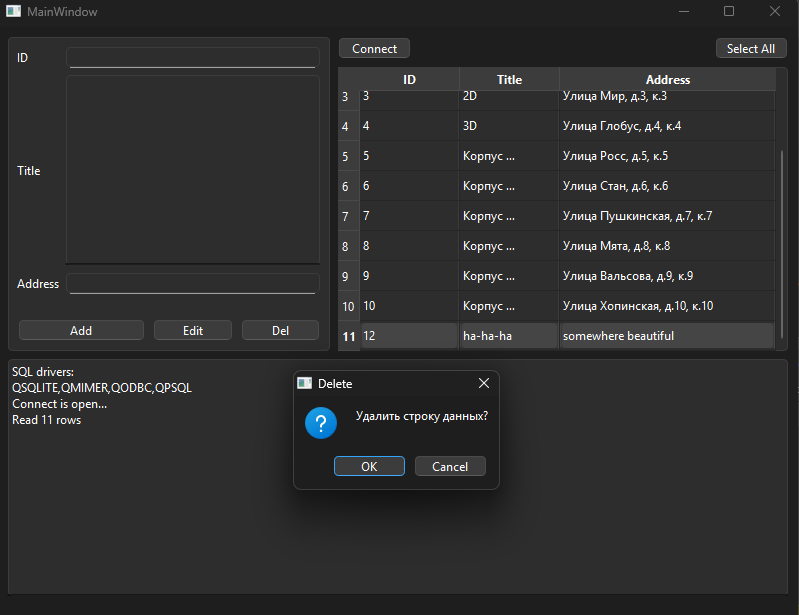 MainWindow
ID
Title
Address
Add Edit Del
Connect Select All
ID Title Address
3 3 2D Улица Мир, д.3, к.3
4 4 3D Улица Глобус, д.4, к.4
5 5 Корпус ... Улица Росс, д.5, к.5
6 6 Корпус ... Улица Стан, д.6, к.6
7 7 Корпус ... Улица Пушкинская, д.7, к.7
8 8 Корпус ... Улица Мята, д.8, к.8
9 9 Корпус ... Улица Вальсова, д.9, к.9
10 10 Корпус ... Улица Хопинская, д.10, к.10
11 12 ha-ha-ha somewhere beautiful
SQL drivers:
QSQLITE,QMIMER,QODBC,QPSQL
Connect is open...
Read 11 rows
Delete
Удалить строку данных?
OK Cancel